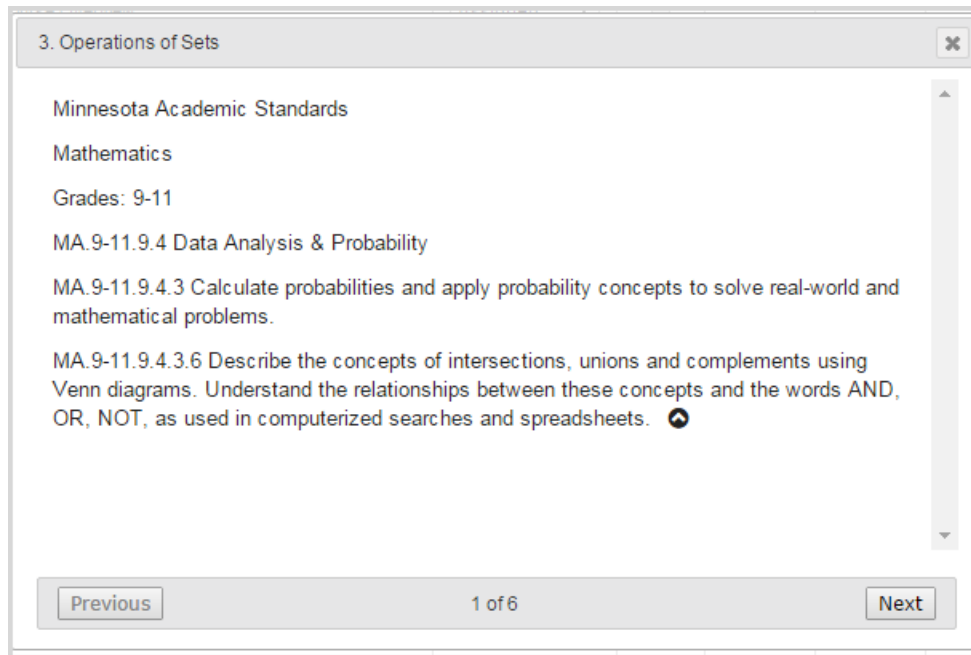 3. Operations of Sets
Minnesota Academic Standards
Mathematics
Grades: 9-11
MA.9-11.9.4 Data Analysis & Probability
MA.9-11.9.4.3 Calculate probabilities and apply probability concepts to solve real-world and
mathematical problems.
MA.9-11.9.4.3.6 Describe the concepts of intersections, unions and complements using
Venn diagrams. Understand the relationships between these concepts and the words AND,
OR, NOT, as used in computerized searches and spreadsheets.
Previous 1 of 6 Next